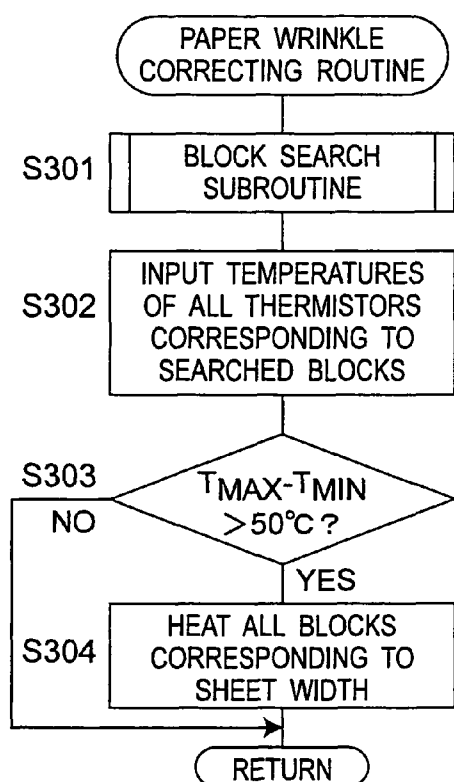 PAPER WRINKLE
CORRECTING ROUTINE
S301
BLOCK SEARCH
SUBROUTINE
S302
INPUT TEMPERATURES
OF ALL THERMISTORS
CORRESPONDING TO
SEARCHED BLOCKS
S303
TMAX-TMIN
>50°C?
NO
YES
S304
HEAT ALL BLOCKS
CORRESPONDING TO
SHEET WIDTH
RETURN